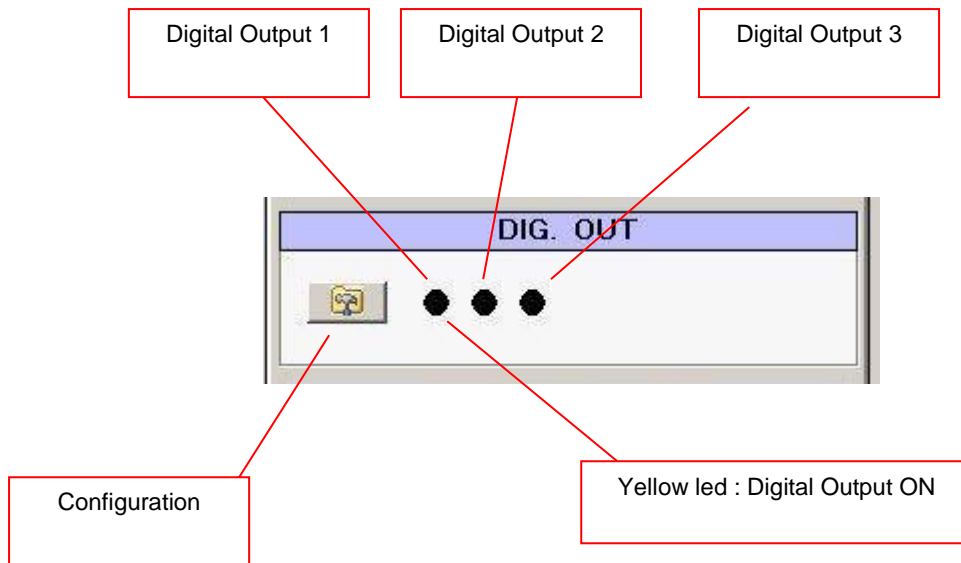 Digital Output 1
Digital Output 2
Digital Output 3
DIG. OUT
Configuration
Yellow led : Digital Output ON